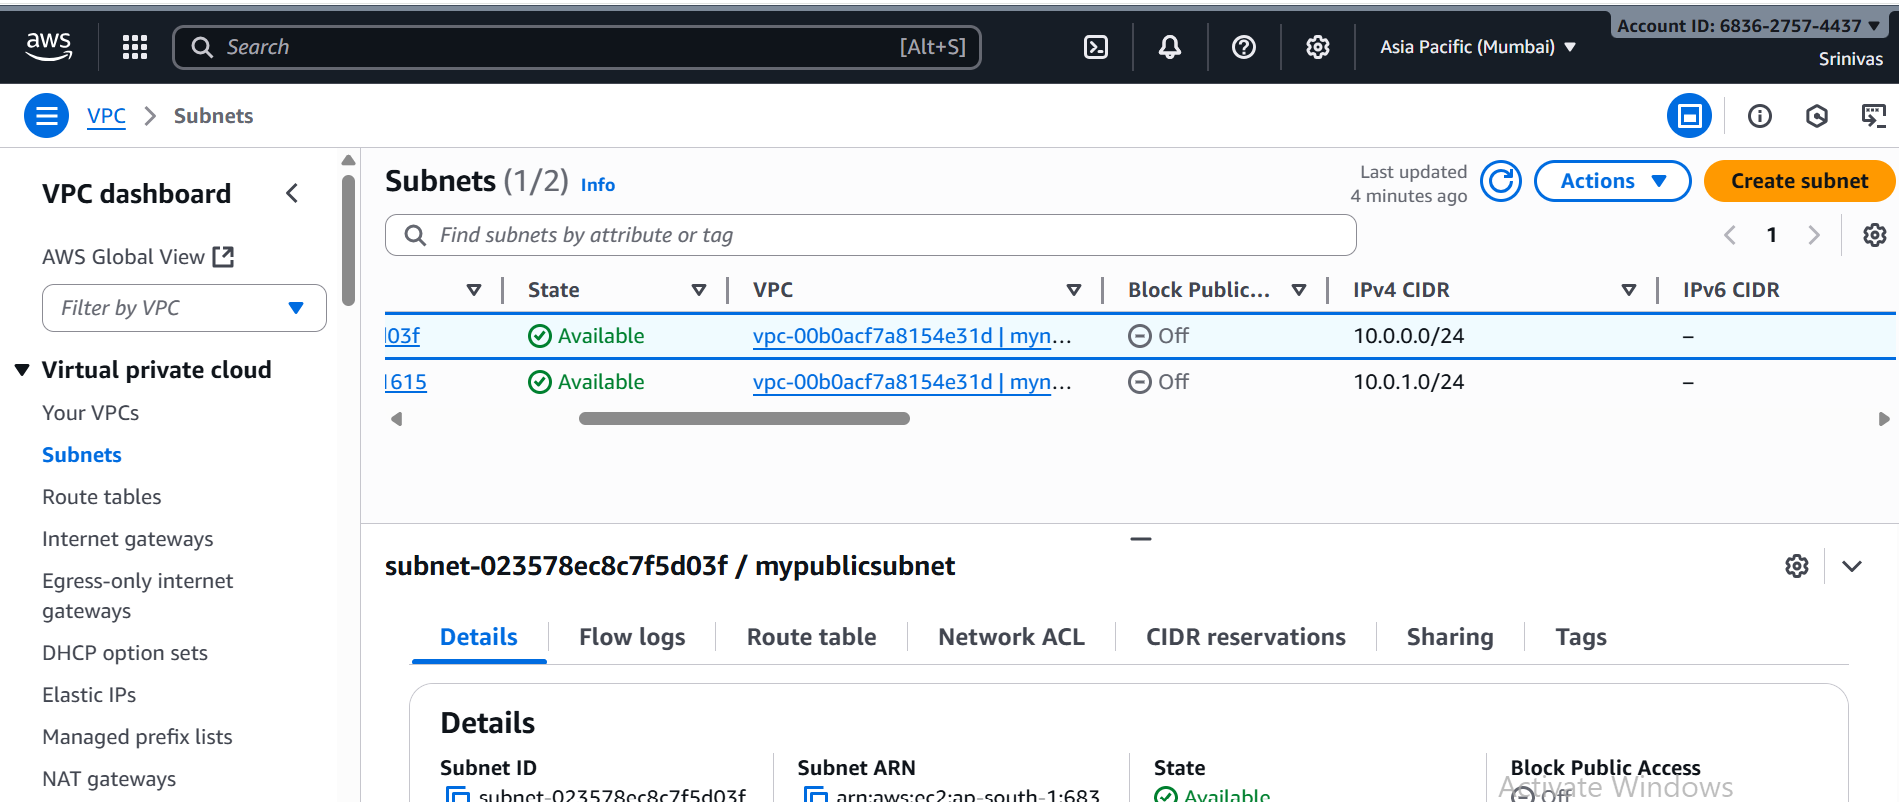 aws
Search
[Alt+S]
Asia Pacific (Mumbai)
Account ID: 6836-2757-4437
Srinivas
VPC
Subnets
VPC dashboard
AWS Global View
Filter by VPC
Virtual private cloud
Your VPCs
Subnets
Route tables
Internet gateways
Egress-only internet
gateways
DHCP option sets
Elastic IPs
Managed prefix lists
NAT gateways
Subnets (1/2) Info
Last updated
4 minutes ago
Actions
Create subnet
Find subnets by attribute or tag
1
State VPC Block Public... IPv4 CIDR IPv6 CIDR
03f Available vpc-00b0acf7a8154e31d | myn... Off 10.0.0.0/24 –
1615 Available vpc-00b0acf7a8154e31d | myn... Off 10.0.1.0/24 –
subnet-023578ec8c7f5d03f / mypublicsubnet
Details Flow logs Route table Network ACL CIDR reservations Sharing Tags
Details
Subnet ID Subnet ARN State Block Public Access
subnet-023578ec8c7f5d03f arn:aws:ec2:ap-south-1:683 Available Off
Activate Windows